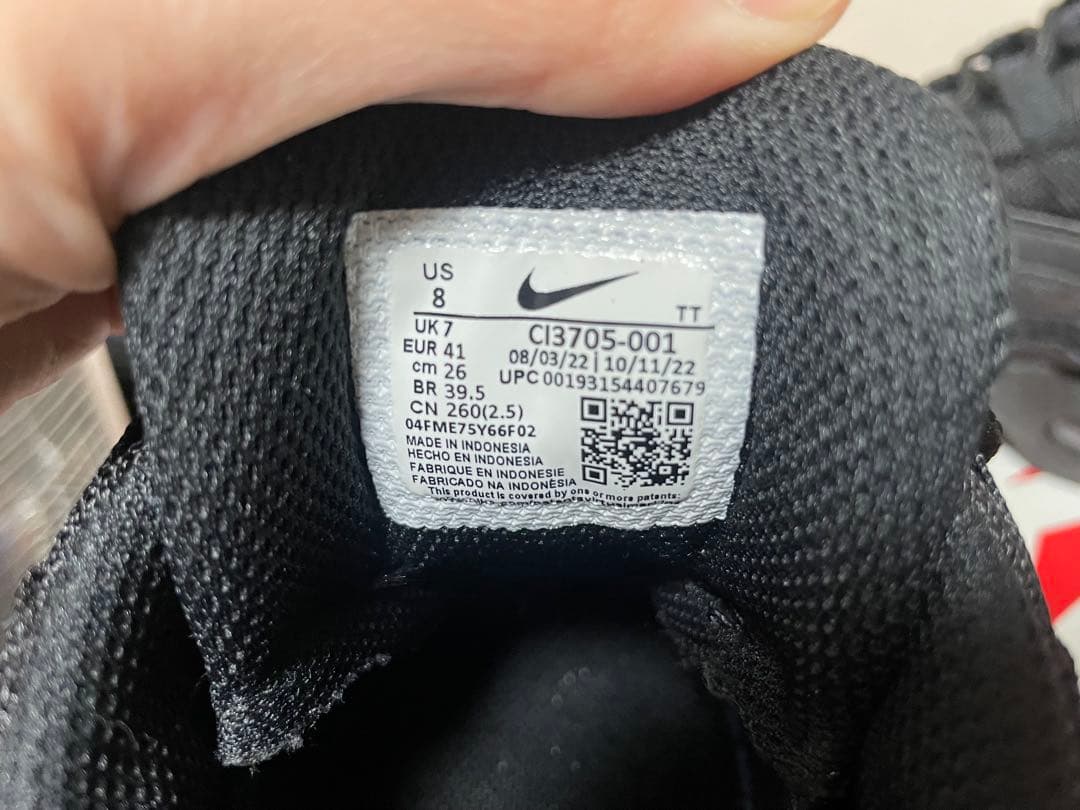 US
8
TT
UK 7
EUR 41
cm 26
BR 39.5
CN 260(2.5)
CI3705-001
08/03/22 | 10/11/22
UPC 00193154407679
04FME75Y66F02
MADE IN INDONESIA
HECHO EN INDONESIA
FABRIQUE EN INDONESIE
FABRICADO NA INDONÉSIA
This product is covered by one or more patents: